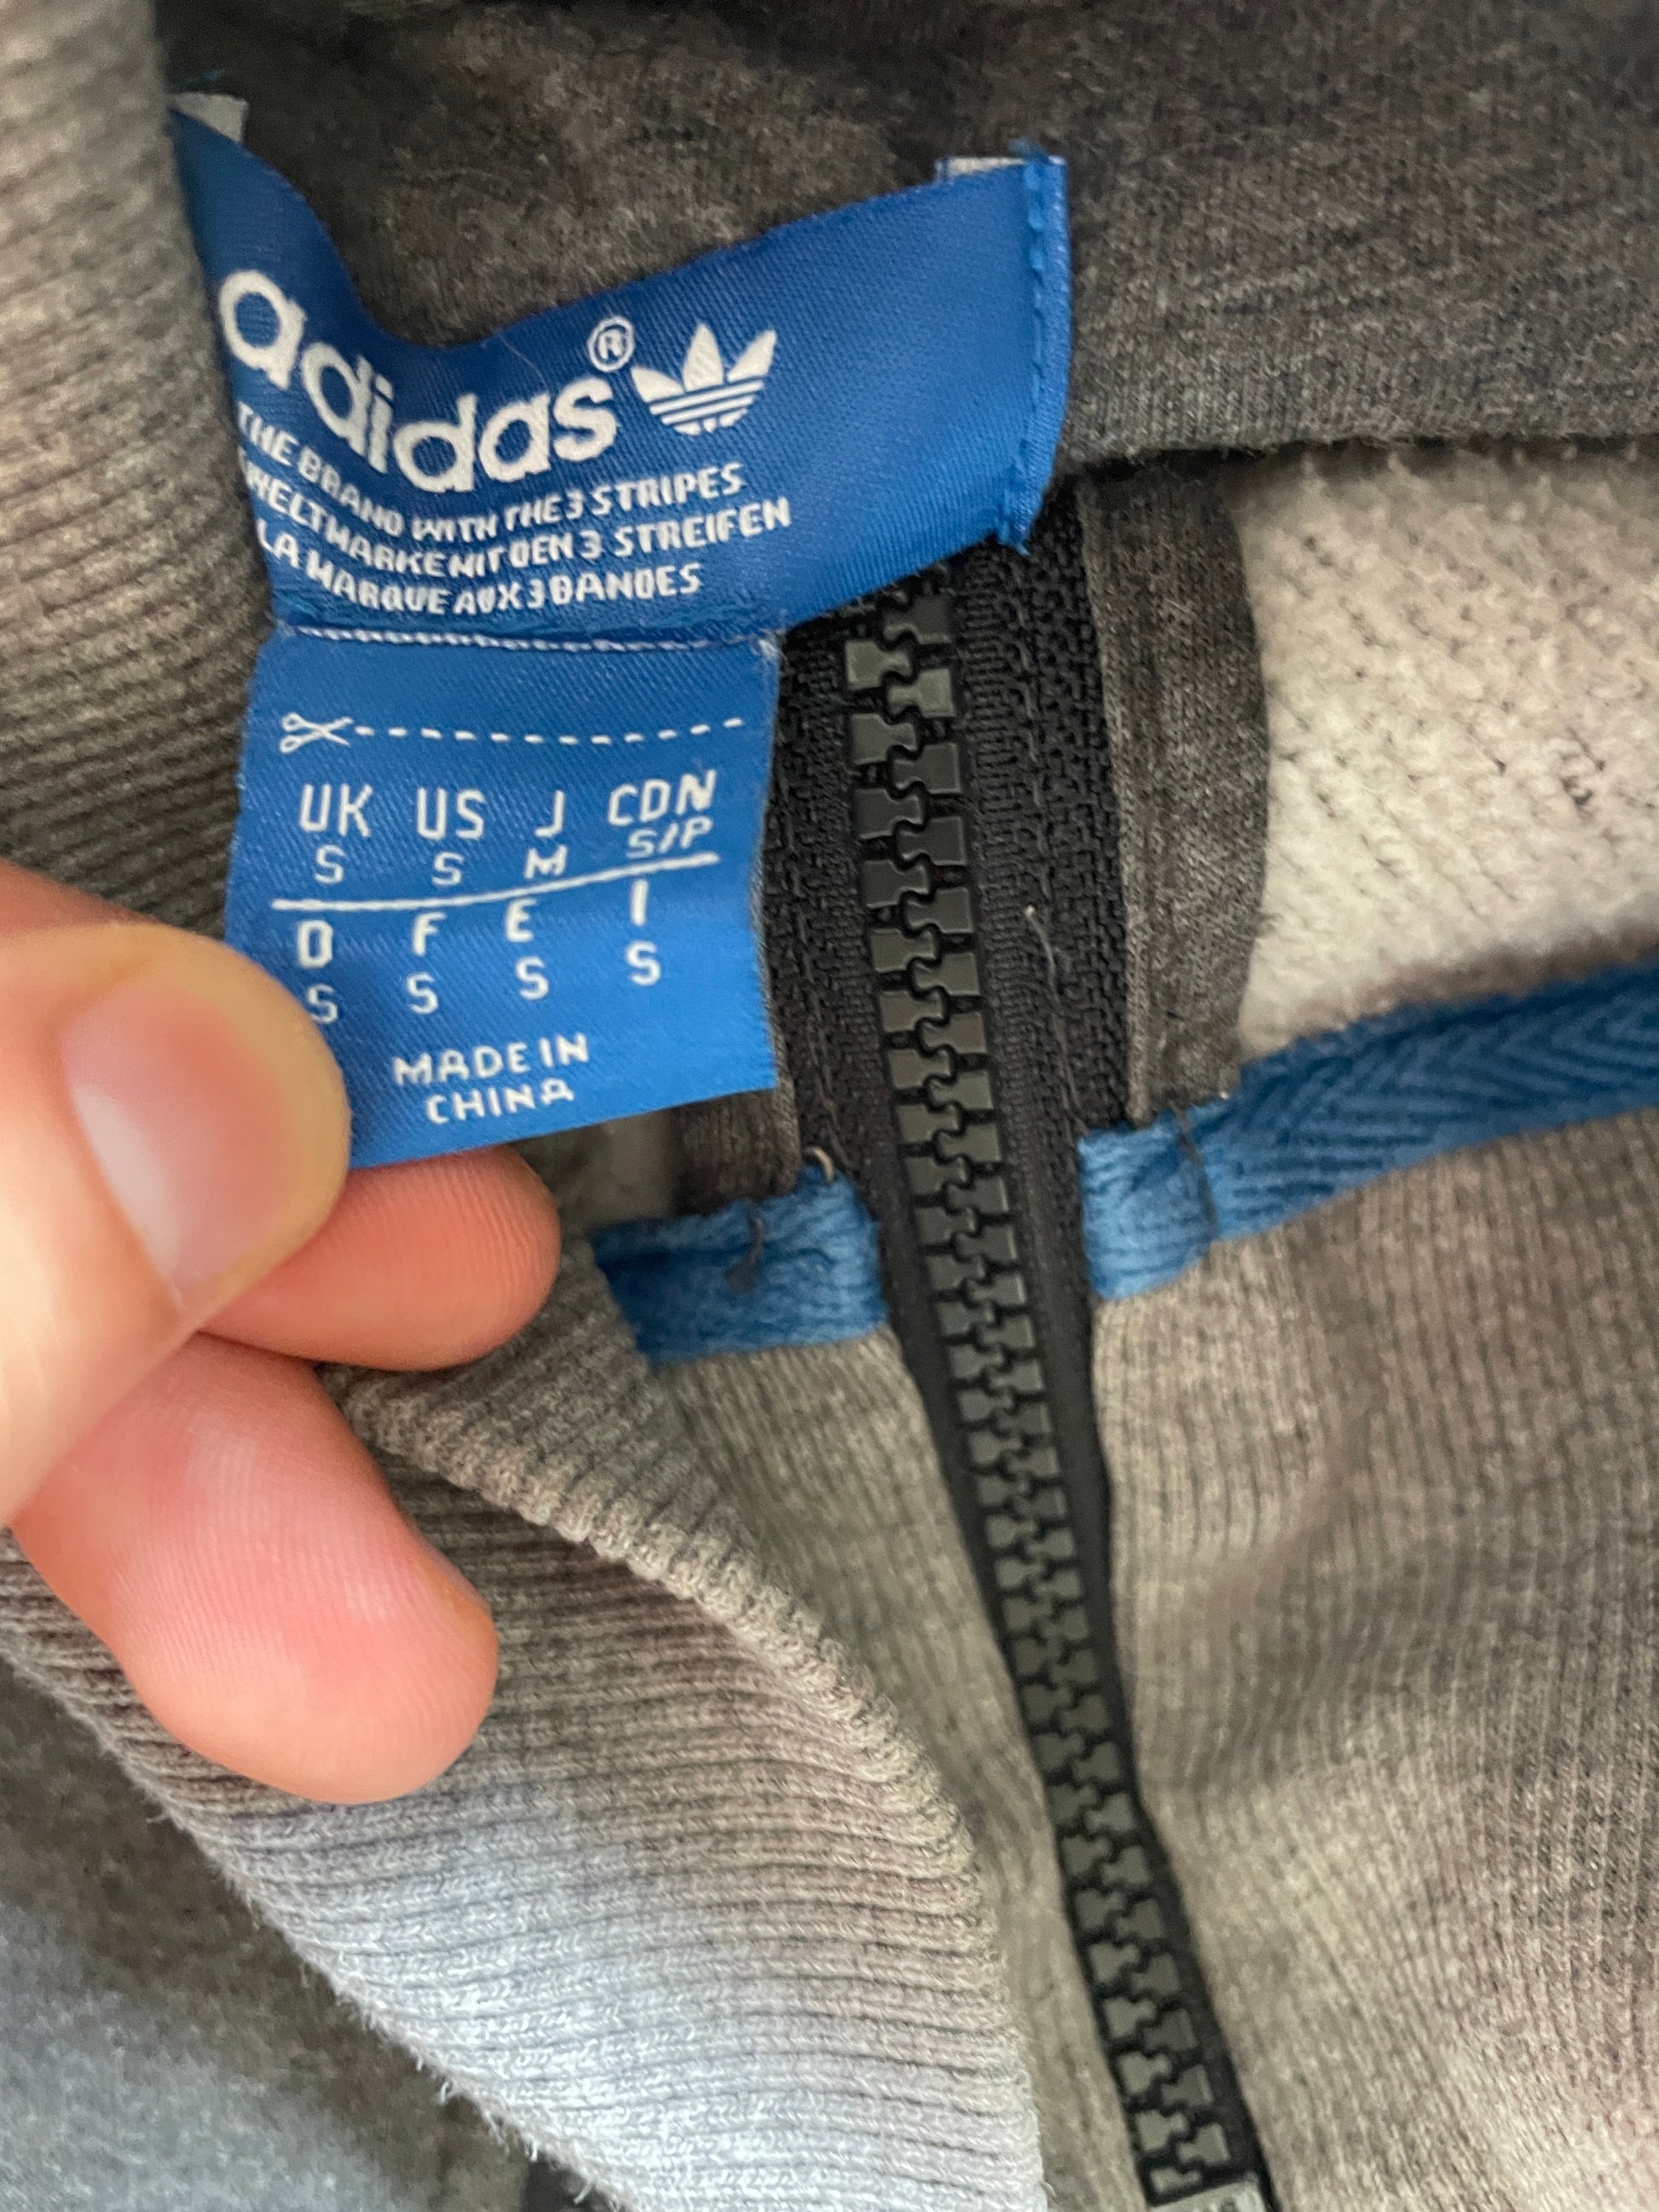 adidas®
THE BRAND WITH THE 3 STRIPES
WELTMARKE MIT DEN 3 STREIFEN
LA MARQUE AUX 3 BANDES
UK US J CDN
S S M S/P
D F E I
S S S S
MADE IN
CHINA